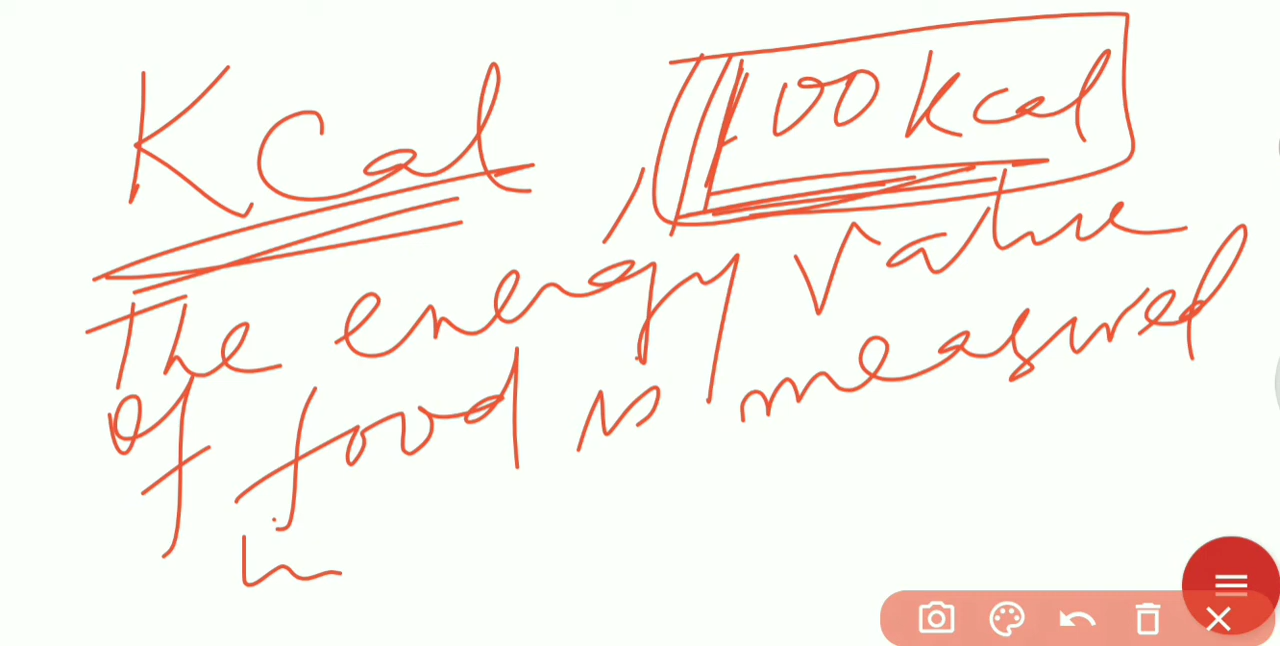 Kcal
100 kcal
The energy value
of food is measured
in